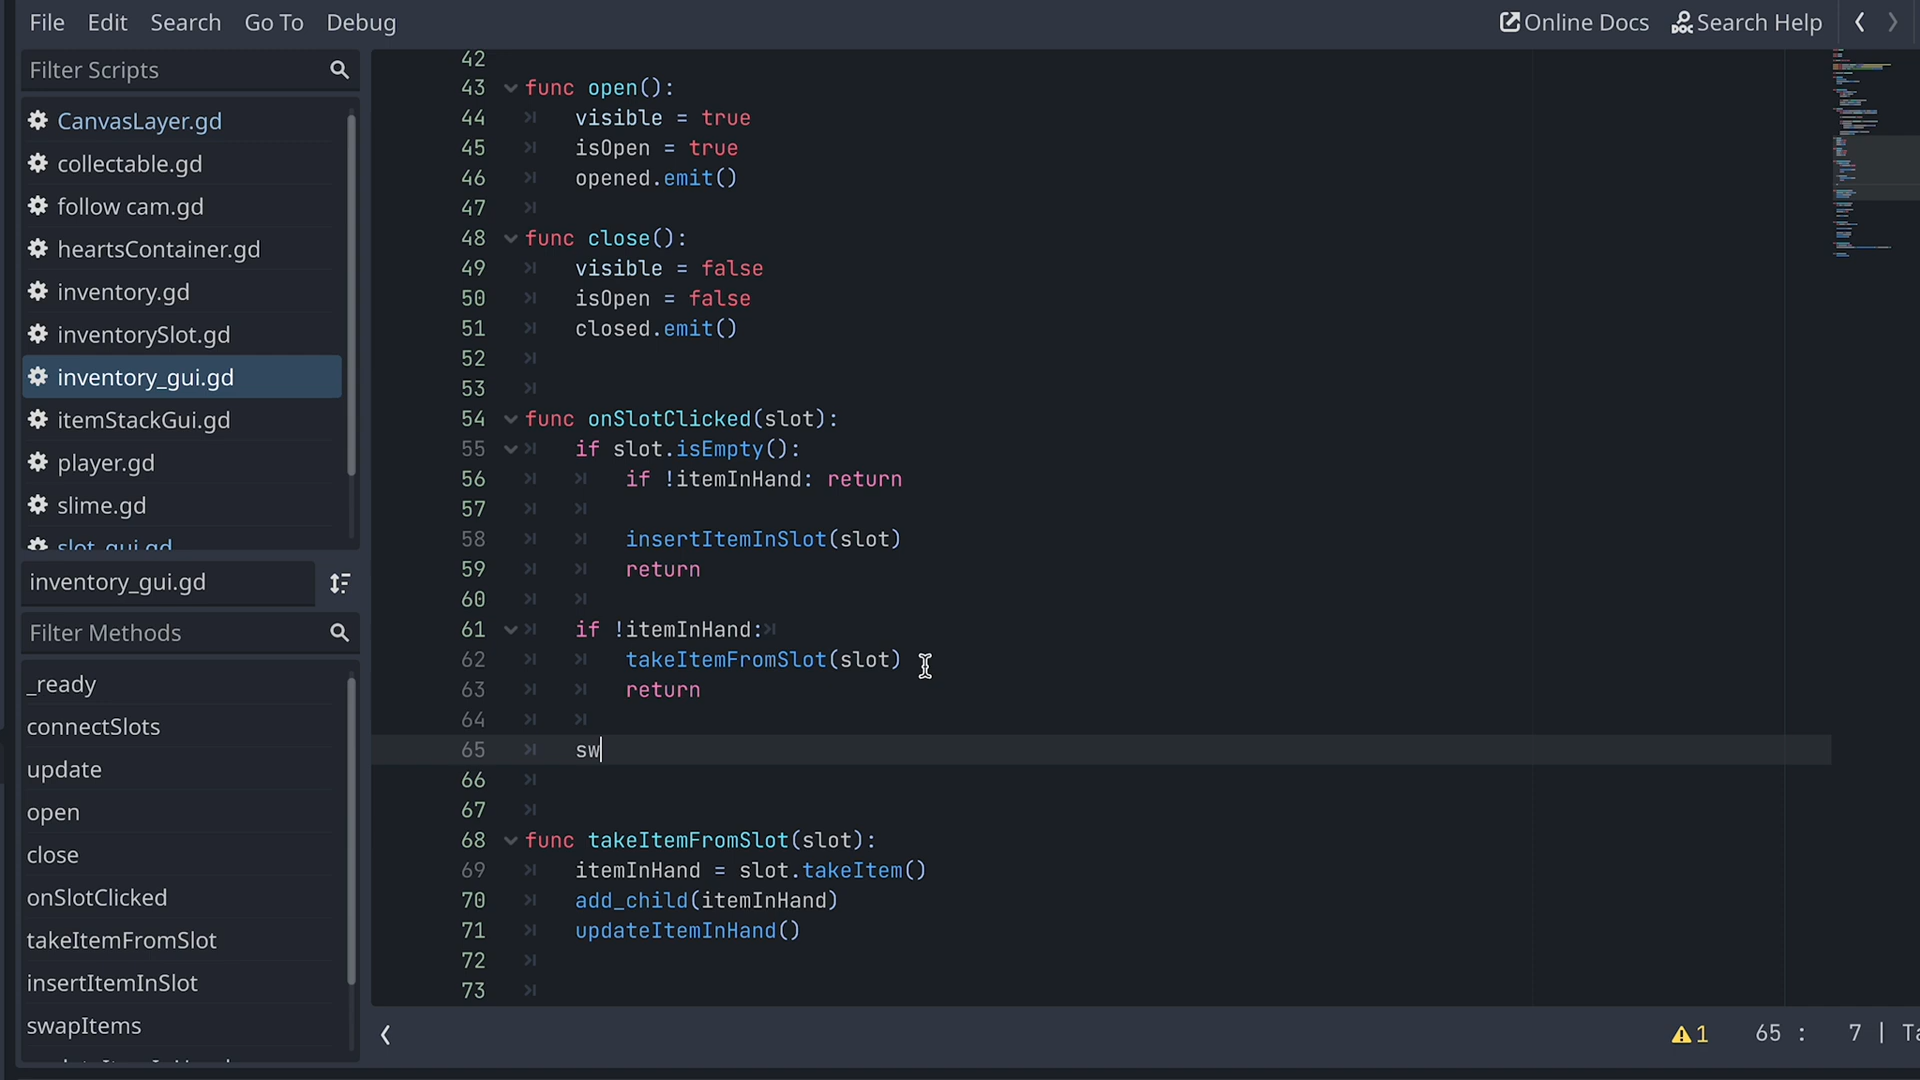 File Edit Search Go To Debug
Online Docs Search Help
Filter Scripts
CanvasLayer.gd
collectable.gd
follow cam.gd
heartsContainer.gd
inventory.gd
inventorySlot.gd
inventory_gui.gd
itemStackGui.gd
player.gd
slime.gd
slot_gui.gd
inventory_gui.gd
Filter Methods
_ready
connectSlots
update
open
close
onSlotClicked
takeItemFromSlot
insertItemInSlot
swapItems
42
43 func open():
44 visible = true
45 isOpen = true
46 opened.emit()
47
48 func close():
49 visible = false
50 isOpen = false
51 closed.emit()
52
53
54 func onSlotClicked(slot):
55 if slot.isEmpty():
56 if !itemInHand: return
57
58 insertItemInSlot(slot)
59 return
60
61 if !itemInHand:
62 takeItemFromSlot(slot)
63 return
64
65 sw
66
67
68 func takeItemFromSlot(slot):
69 itemInHand = slot.takeItem()
70 add_child(itemInHand)
71 updateItemInHand()
72
73
1 65 : 7 | Ta